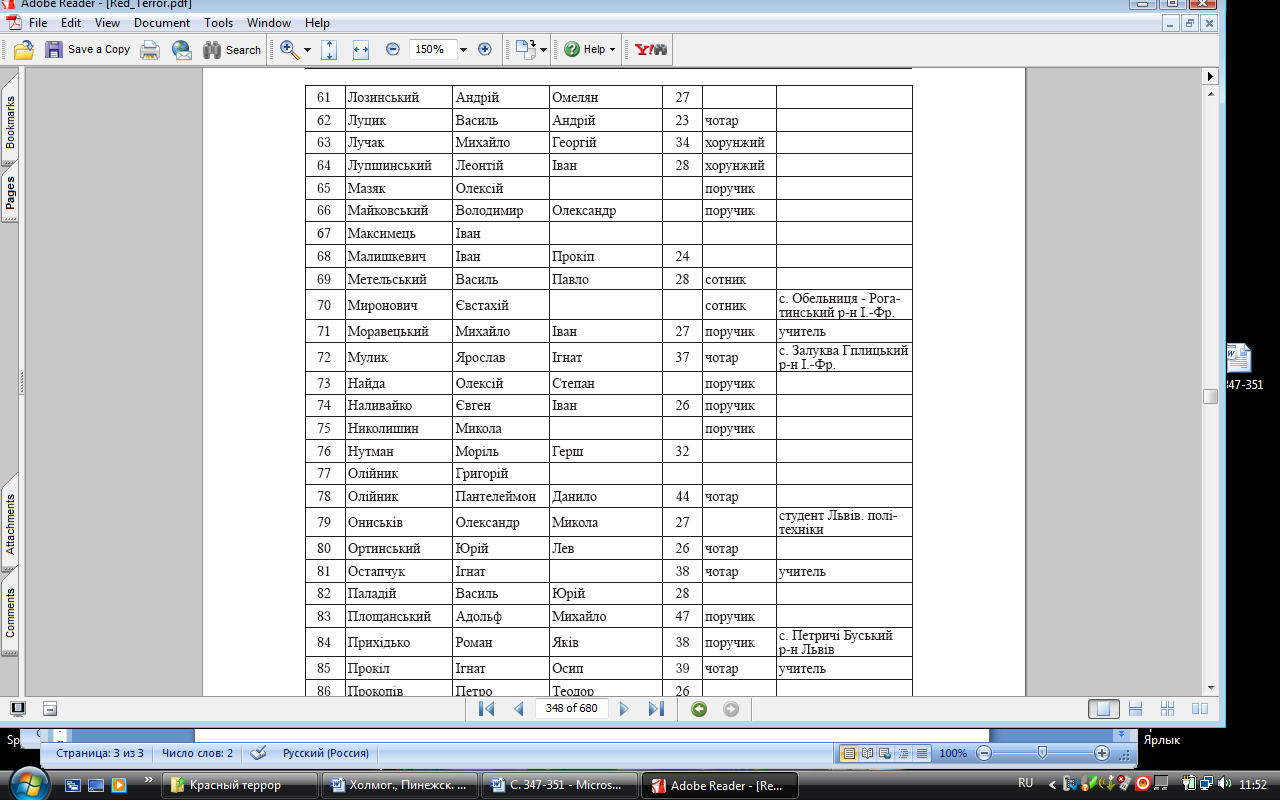 Adobe Reader - [Red_Terror.pdf]
File Edit View Document Tools Window Help
Save a Copy Search 150% Help Y!
Bookmarks
Pages
Attachments
Comments
61 Лозинський Андрій Омелян 27
62 Луцик Василь Андрій 23 чотар
63 Лучак Михайло Георгій 34 хорунжий
64 Лупшинський Леонтій Іван 28 хорунжий
65 Мазяк Олексій поручик
66 Майковський Володимир Олександр поручик
67 Максимець Іван
68 Малишкевич Іван Прокіп 24
69 Метельський Василь Павло 28 сотник
70 Миронович Євстахій сотник с. Обельниця - Рога-
тинський р-н І.-Фр.
71 Моравецький Михайло Іван 27 поручик учитель
72 Мулик Ярослав Ігнат 37 чотар с. Залуква Гплицький
р-н І.-Фр.
73 Найда Олексій Степан поручик
74 Наливайко Євген Іван 26 поручик
75 Николишин Микола поручик
76 Нутман Моріль Герш 32
77 Олійник Григорій
78 Олійник Пантелеймон Данило 44 чотар
79 Ониськів Олександр Микола 27 студент Львів. полі-
техніки
80 Ортинський Юрій Лев 26 чотар
81 Остапчук Ігнат 38 чотар учитель
82 Паладій Василь Юрій 28
83 Площанський Адольф Михайло 47 поручик
84 Прихідько Роман Яків 38 поручик с. Петричі Буський
р-н Львів
85 Прокіл Ігнат Осип 39 чотар учитель
86 Прокопів Петро Теодор 26
347-351
348 of 680
Sp
Ярлык
Страница: 3 из 3 Число слов: 2 Русский (Россия) 100%
Красный террор Холмог., Пинежск. ... С. 347-351 - Micros... Adobe Reader - [Re... RU 11:52